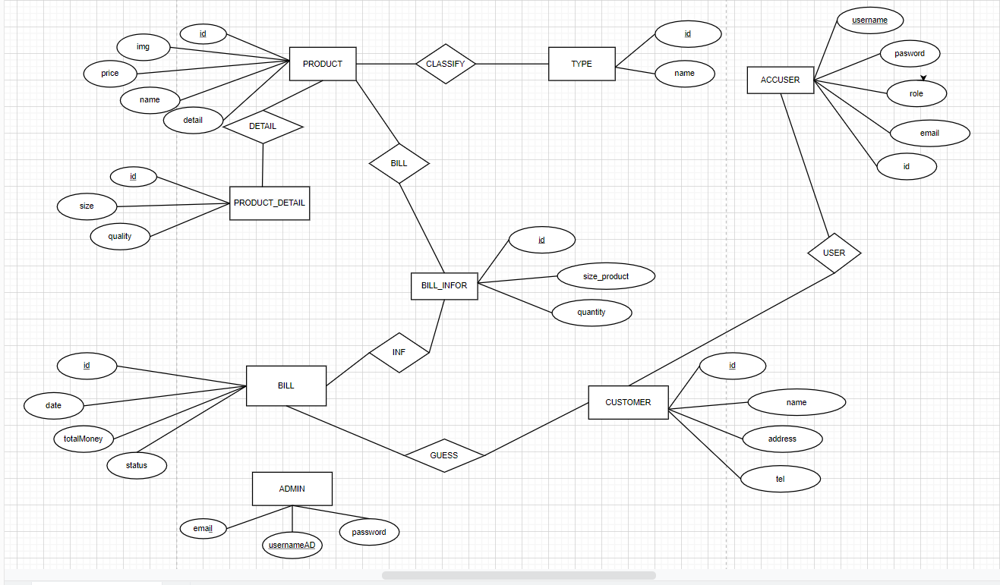 id
img
price
name
detail
PRODUCT
CLASSIFY
TYPE
id
name
ACCUSER
username
pasword
role
email
id
DETAIL
BILL
id
size
quality
PRODUCT_DETAIL
USER
BILL_INFOR
id
size_product
quantity
INF
id
date
totalMoney
status
BILL
CUSTOMER
id
name
address
tel
GUESS
ADMIN
email
usernameAD
password